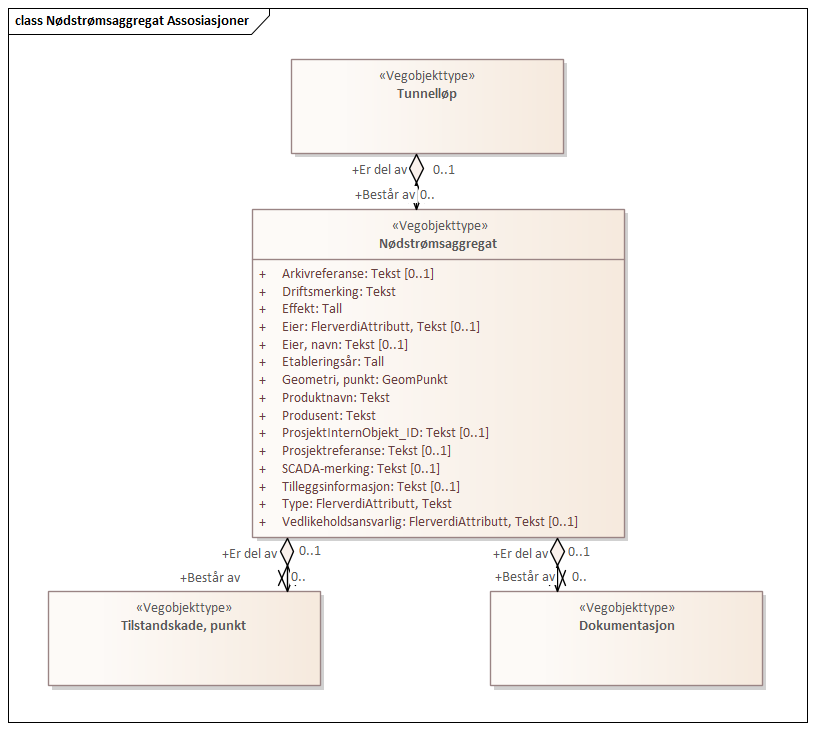 class Nødstrømsaggregat Assosiasjoner
«Vegobjekttype»
Tunnelløp
+Er del av 0..1
+Består av 0..
«Vegobjekttype»
Nødstrømsaggregat
+ Arkivreferanse: Tekst [0..1]
+ Driftsmerking: Tekst
+ Effekt: Tall
+ Eier: FlerverdiAttributt, Tekst [0..1]
+ Eier, navn: Tekst [0..1]
+ Etableringsår: Tall
+ Geometri, punkt: GeomPunkt
+ Produktnavn: Tekst
+ Produsent: Tekst
+ ProsjektInternObjekt_ID: Tekst [0..1]
+ Prosjektreferanse: Tekst [0..1]
+ SCADA-merking: Tekst [0..1]
+ Tilleggsinformasjon: Tekst [0..1]
+ Type: FlerverdiAttributt, Tekst
+ Vedlikeholdsansvarlig: FlerverdiAttributt, Tekst [0..1]
+Er del av 0..1
+Består av 0..
«Vegobjekttype»
Tilstandskade, punkt
+Er del av 0..1
+Består av 0..
«Vegobjekttype»
Dokumentasjon